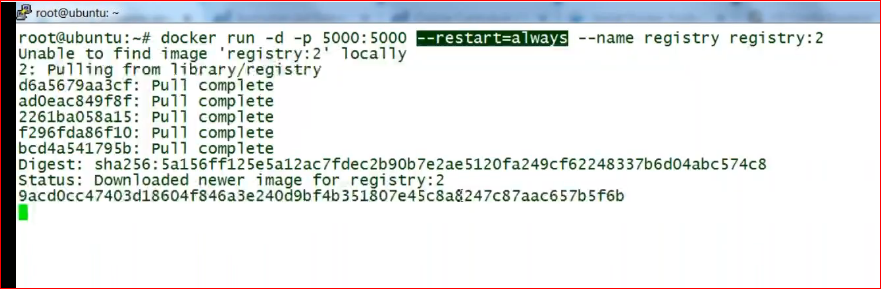 root@ubuntu: ~
root@ubuntu:~# docker run -d -p 5000:5000 --restart=always --name registry registry:2
Unable to find image 'registry:2' locally
2: Pulling from library/registry
d6a5679aa3cf: Pull complete
ad0eac849f8f: Pull complete
2261ba058a15: Pull complete
f296fda86f10: Pull complete
bcd4a541795b: Pull complete
Digest: sha256:5a156ff125e5a12ac7fdec2b90b7e2ae5120fa249cf62248337b6d04abc574c8
Status: Downloaded newer image for registry:2
9acd0cc47403d18604f846a3e240d9bf4b351807e45c8a8247c87aac657b5f6b